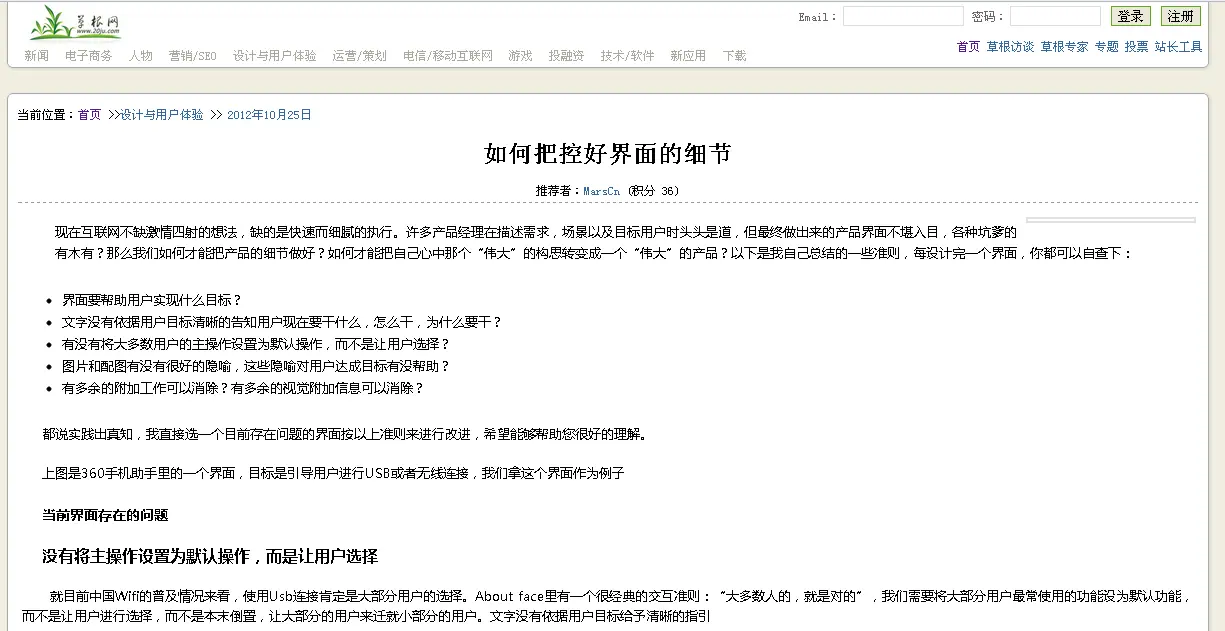 草根网
www.20ju.com
Email：
密码：
登录
注册
首页 草根访谈 草根专家 专题 投票 站长工具
新闻 电子商务 人物 营销/SEO 设计与用户体验 运营/策划 电信/移动互联网 游戏 投融资 技术/软件 新应用 下载
当前位置：首页 >>设计与用户体验 >> 2012年10月25日
如何把控好界面的细节
推荐者：MarsCn (积分 36)
现在互联网不缺激情四射的想法，缺的是快速而细腻的执行。许多产品经理在描述需求，场景以及目标用户时头头是道，但最终做出来的产品界面不堪入目，各种坑爹的
有木有？那么我们如何才能把产品的细节做好？如何才能把自己心中那个“伟大”的构思转变成一个“伟大”的产品？以下是我自己总结的一些准则，每设计完一个界面，你都可以自查下：
• 界面要帮助用户实现什么目标？
• 文字没有依据用户目标清晰的告知用户现在要干什么，怎么干，为什么要干？
• 有没有将大多数用户的主操作设置为默认操作，而不是让用户选择？
• 图片和配图有没有很好的隐喻，这些隐喻对用户达成目标有没帮助？
• 有多余的附加工作可以消除？有多余的视觉附加信息可以消除？
都说实践出真知，我直接选一个目前存在问题的界面按以上准则来进行改进，希望能够帮助您很好的理解。
上图是360手机助手里的一个界面，目标是引导用户进行USB或者无线连接，我们拿这个界面作为例子
当前界面存在的问题
没有将主操作设置为默认操作，而是让用户选择
就目前中国Wifi的普及情况来看，使用Usb连接肯定是大部分用户的选择。About face里有一个很经典的交互准则：“大多数人的，就是对的”，我们需要将大部分用户最常使用的功能设为默认功能，
而不是让用户进行选择，而不是本末倒置，让大部分的用户来迁就小部分的用户。文字没有依据用户目标给予清晰的指引